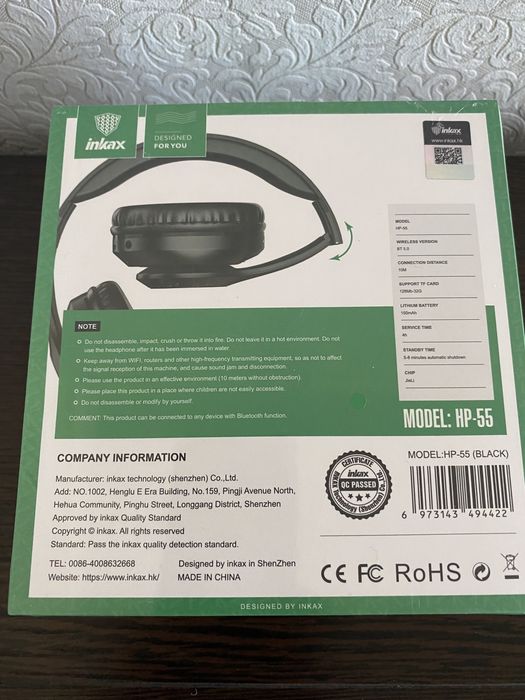 inkax
DESIGNED
FOR YOU
inkax
www.inkax.hk
MODEL
HP-55
WIRELESS VERSION
BT 5.0
CONNECTION DISTANCE
10M
SUPPORT TF CARD
128Mb-32G
LITHIUM BATTERY
100mAh
SERVICE TIME
4h
STANDBY TIME
5-8 minutes automatic shutdown
CHIP
JieLi
NOTE
Do not disassemble, impact, crush or throw it into fire. Do not leave it in a hot environment. Do not
use the headphone after it has been immersed in water.
Keep away from WIFI, routers and other high-frequency transmitting equipment, so as not to affect
the signal reception of this machine, and cause sound jam and disconnection.
Please use the product in an effective environment (10 meters without obstruction).
Please place this product in a place where children are not easily accessible.
Do not disassemble or modify by yourself.
COMMENT: This product can be connected to any device with Bluetooth function.
MODEL: HP-55
COMPANY INFORMATION
Manufacturer: inkax technology (shenzhen) Co.,Ltd.
Add: NO.1002, Henglu E Era Building, No.159, Pingji Avenue North,
Hehua Community, Pinghu Street, Longgang District, Shenzhen
Approved by inkax Quality Standard
Copyright © inkax. All rights reserved
Standard: Pass the inkax quality detection standard.
TEL: 0086-4008632668 Designed by inkax in ShenZhen
Website: https://www.inkax.hk/ MADE IN CHINA
CERTIFICATE
inkax
QC PASSED
MODEL:HP-55 (BLACK)
6 973143 494422
CE FC RoHS
DESIGNED BY INKAX